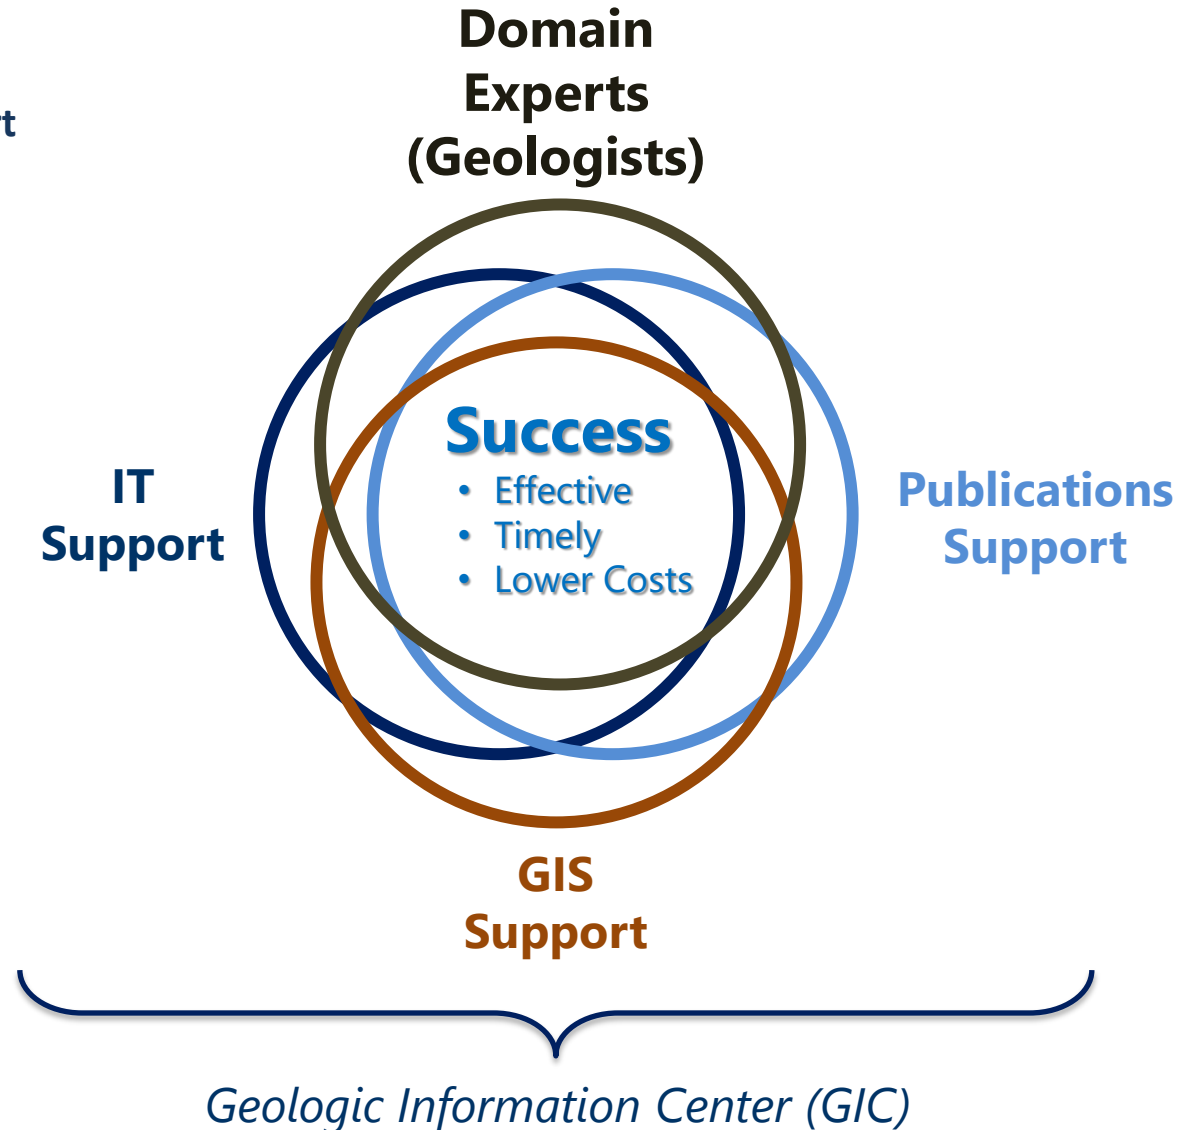 Domain
Experts
(Geologists)
Success
• Effective
• Timely
• Lower Costs
IT
Support
Publications
Support
GIS
Support
Geologic Information Center (GIC)